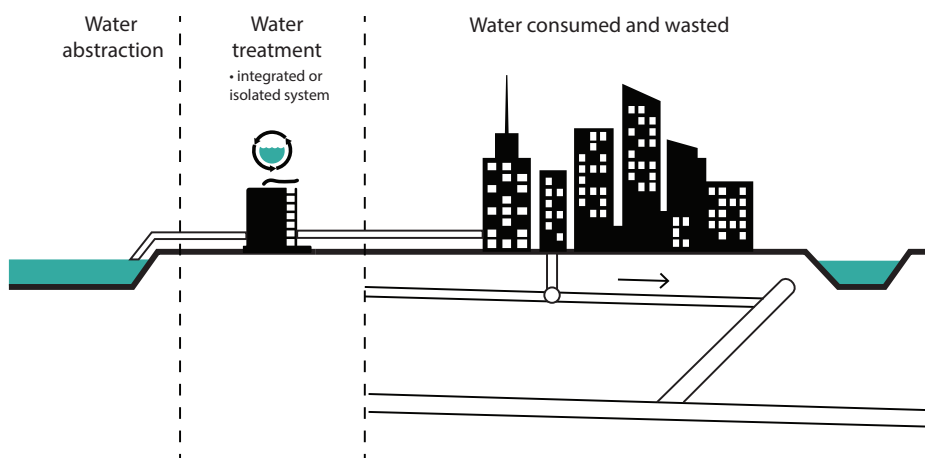 Water
abstraction
Water
treatment
• integrated or
isolated system
Water consumed and wasted